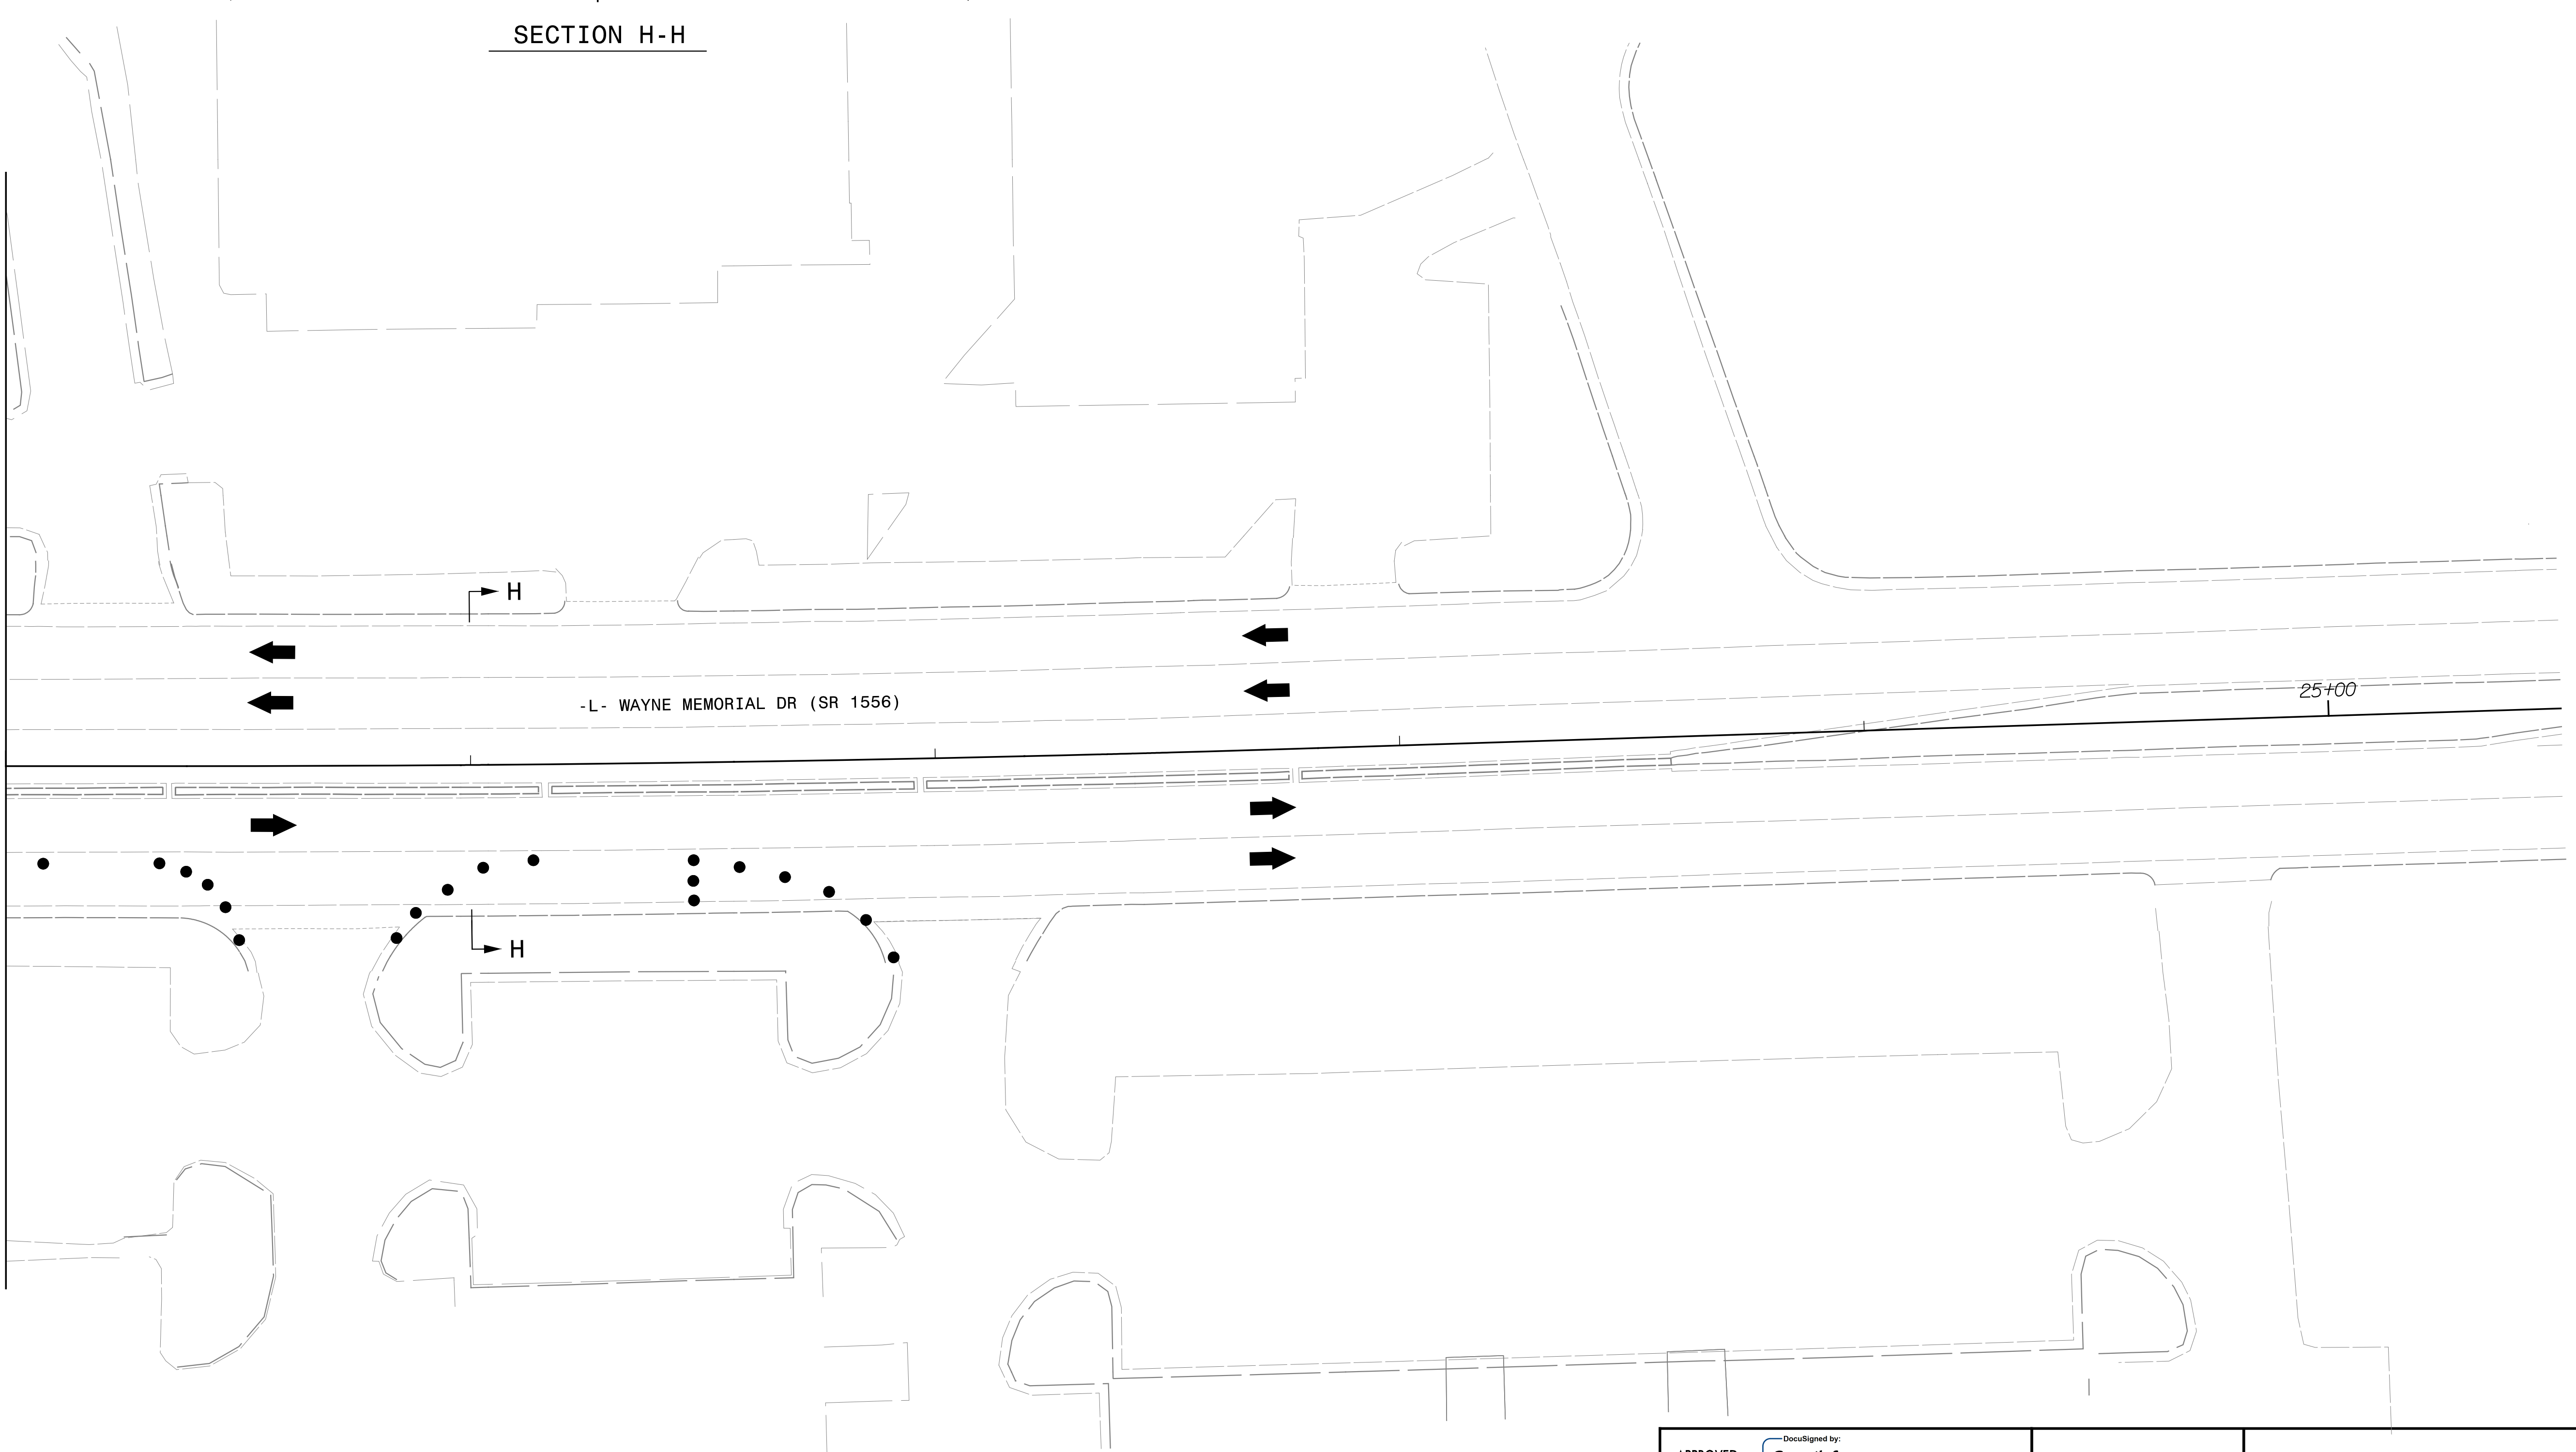 SECTION H-H
H
-L- WAYNE MEMORIAL DR (SR 1556)
25+00
H
DocuSigned by: